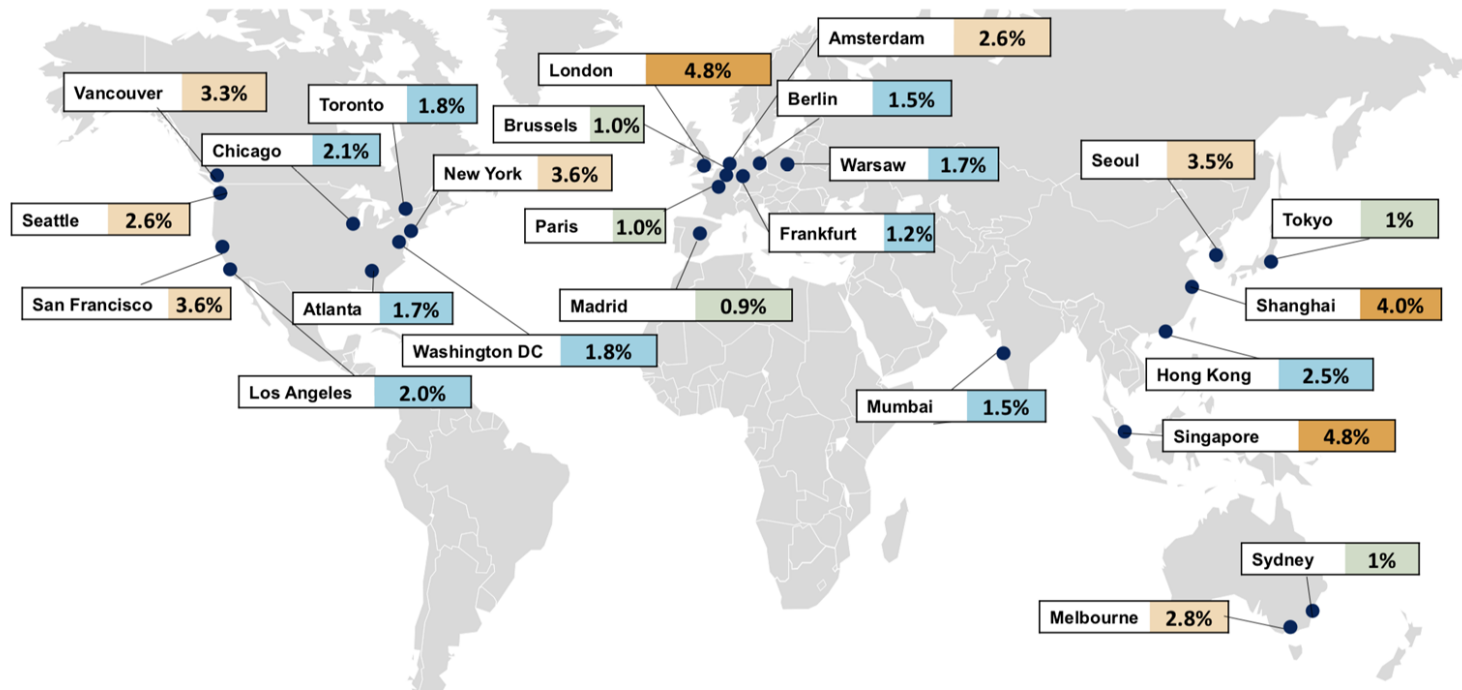 Amsterdam 2.6%
London 4.8%
Vancouver 3.3%
Toronto 1.8%
Berlin 1.5%
Brussels 1.0%
Chicago 2.1%
New York 3.6%
Warsaw 1.7%
Seoul 3.5%
Seattle 2.6%
Paris 1.0%
Frankfurt 1.2%
Tokyo 1%
San Francisco 3.6%
Atlanta 1.7%
Madrid 0.9%
Shanghai 4.0%
Washington DC 1.8%
Hong Kong 2.5%
Los Angeles 2.0%
Mumbai 1.5%
Singapore 4.8%
Sydney 1%
Melbourne 2.8%